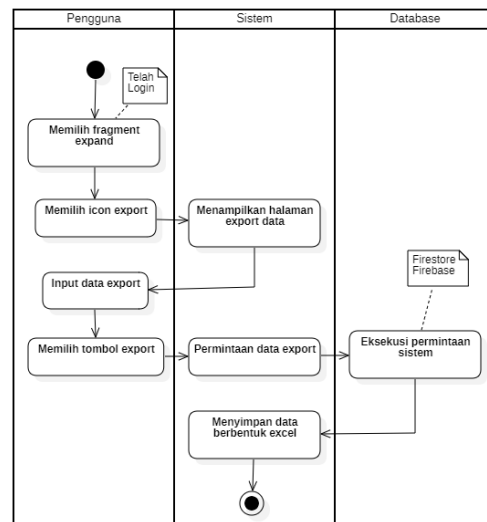 Pengguna
Sistem
Database
Telah
Login
Memilih fragment
expand
Memilih icon export
Menampilkan halaman
export data
Firestore
Firebase
Input data export
Memilih tombol export
Permintaan data export
Eksekusi permintaan
sistem
Menyimpan data
berbentuk excel